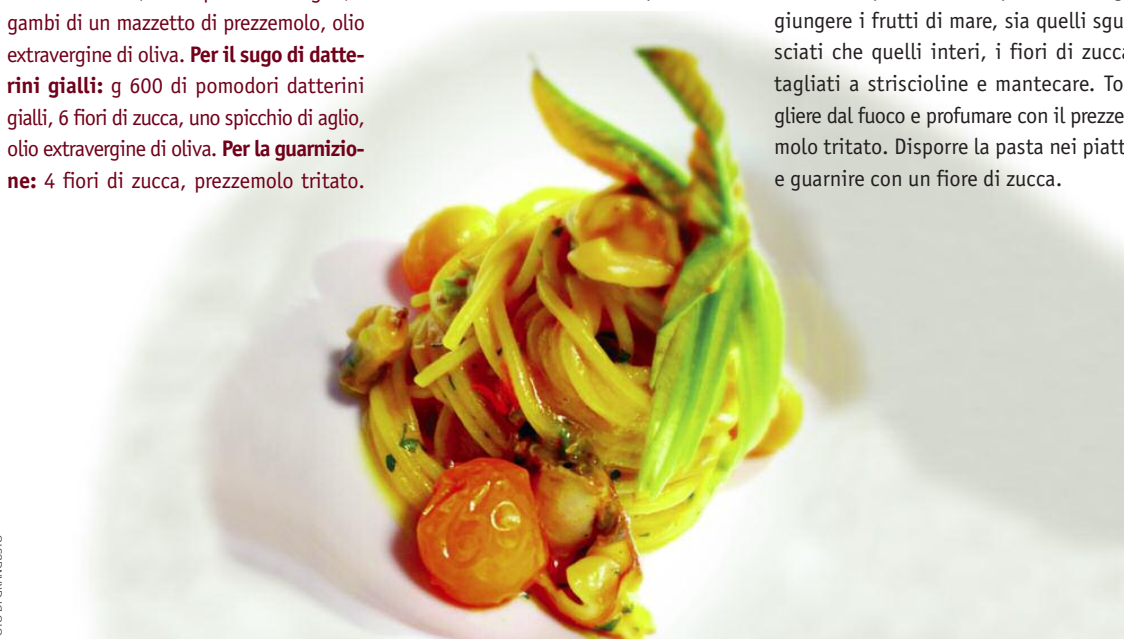 gambi di un mazzetto di prezzemolo, olio
extravergine di oliva. Per il sugo di datte-
rini gialli: g 600 di pomodori datterini
gialli, 6 fiori di zucca, uno spicchio di aglio,
olio extravergine di oliva. Per la guarnizio-
ne: 4 fiori di zucca, prezzemolo tritato.
giungere i frutti di mare, sia quelli sgu
sciati che quelli interi, i fiori di zucca
tagliati a striscioline e mantecare. To
gliere dal fuoco e profumare con il prezze
molo tritato. Disporre la pasta nei piatt
e guarnire con un fiore di zucca.